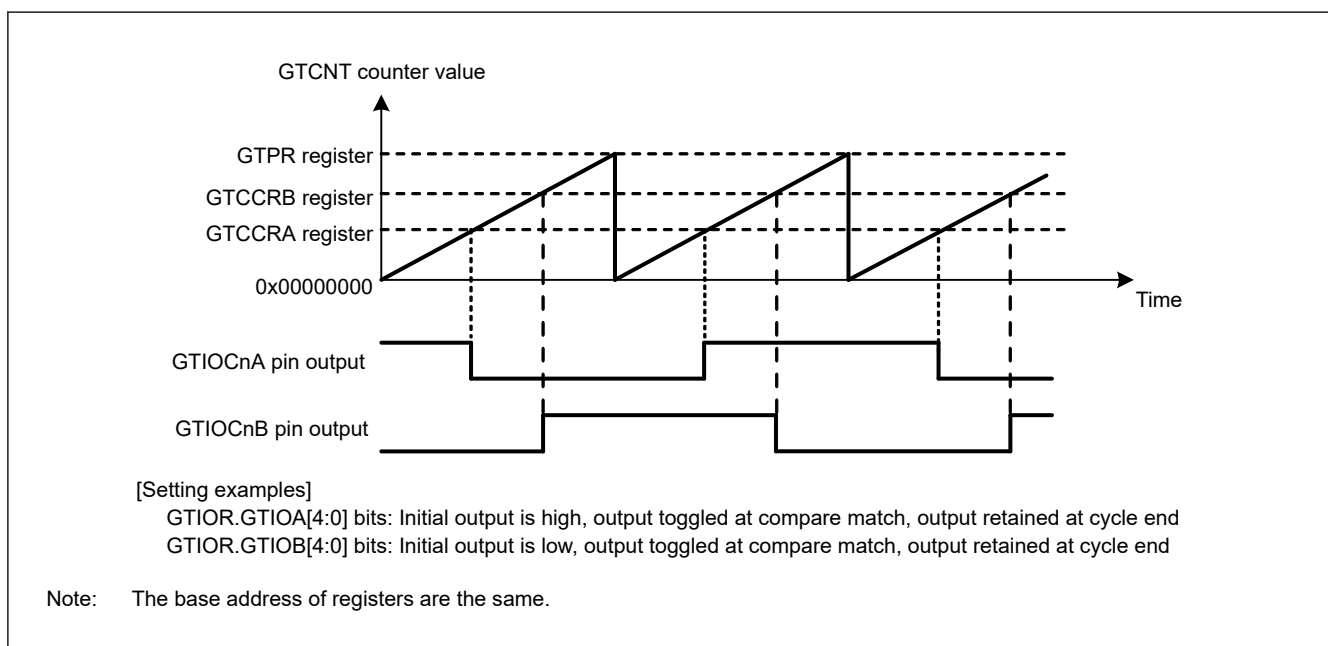 GTCNT counter value
GTPR register
GTCCRB register
GTCCRA register
0x00000000
Time
GTIOCnA pin output
GTIOCnB pin output
[Setting examples]
GTIOR.GTIOA[4:0] bits: Initial output is high, output toggled at compare match, output retained at cycle end
GTIOR.GTIOB[4:0] bits: Initial output is low, output toggled at compare match, output retained at cycle end
Note: The base address of registers are the same.